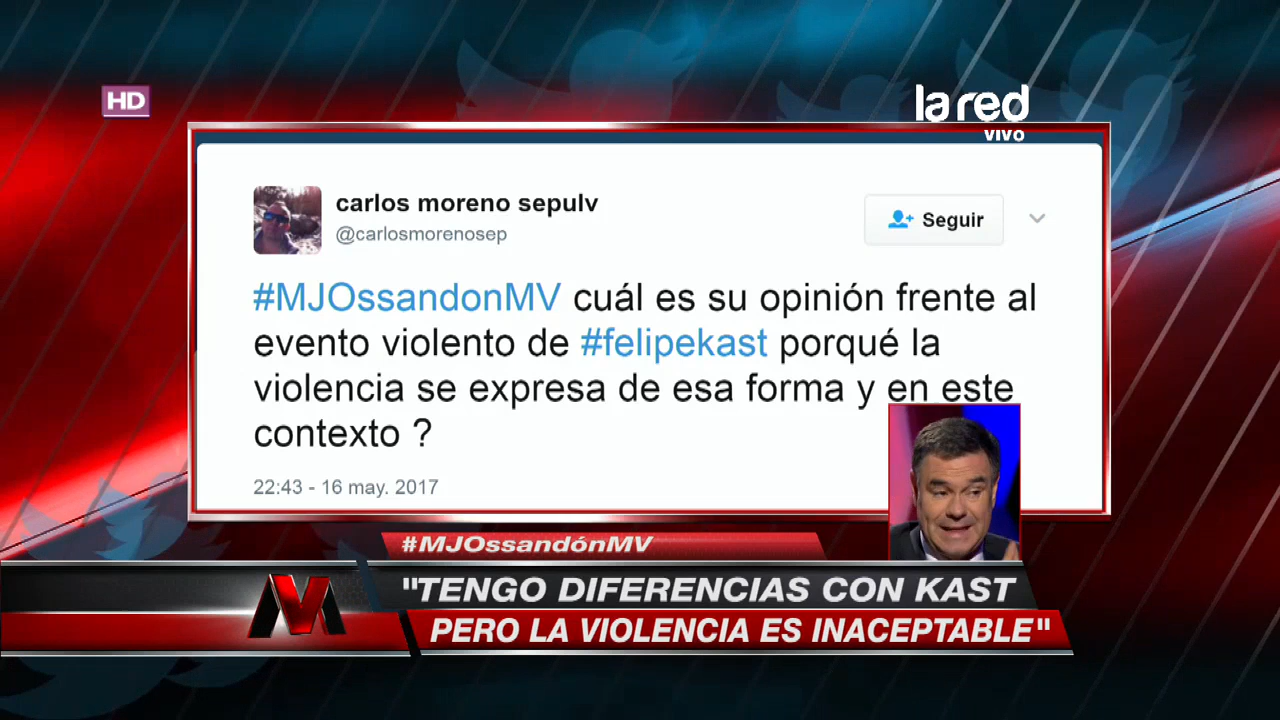 HD
la red
VIVO
carlos moreno sepulv
@carlosmorenosep
Seguir
#MJOssandonMV cuál es su opinión frente al
evento violento de #felipekast porqué la
violencia se expresa de esa forma y en este
contexto ?
22:43 - 16 may. 2017
#MJOssandónMV
"TENGO DIFERENCIAS CON KAST
PERO LA VIOLENCIA ES INACEPTABLE"